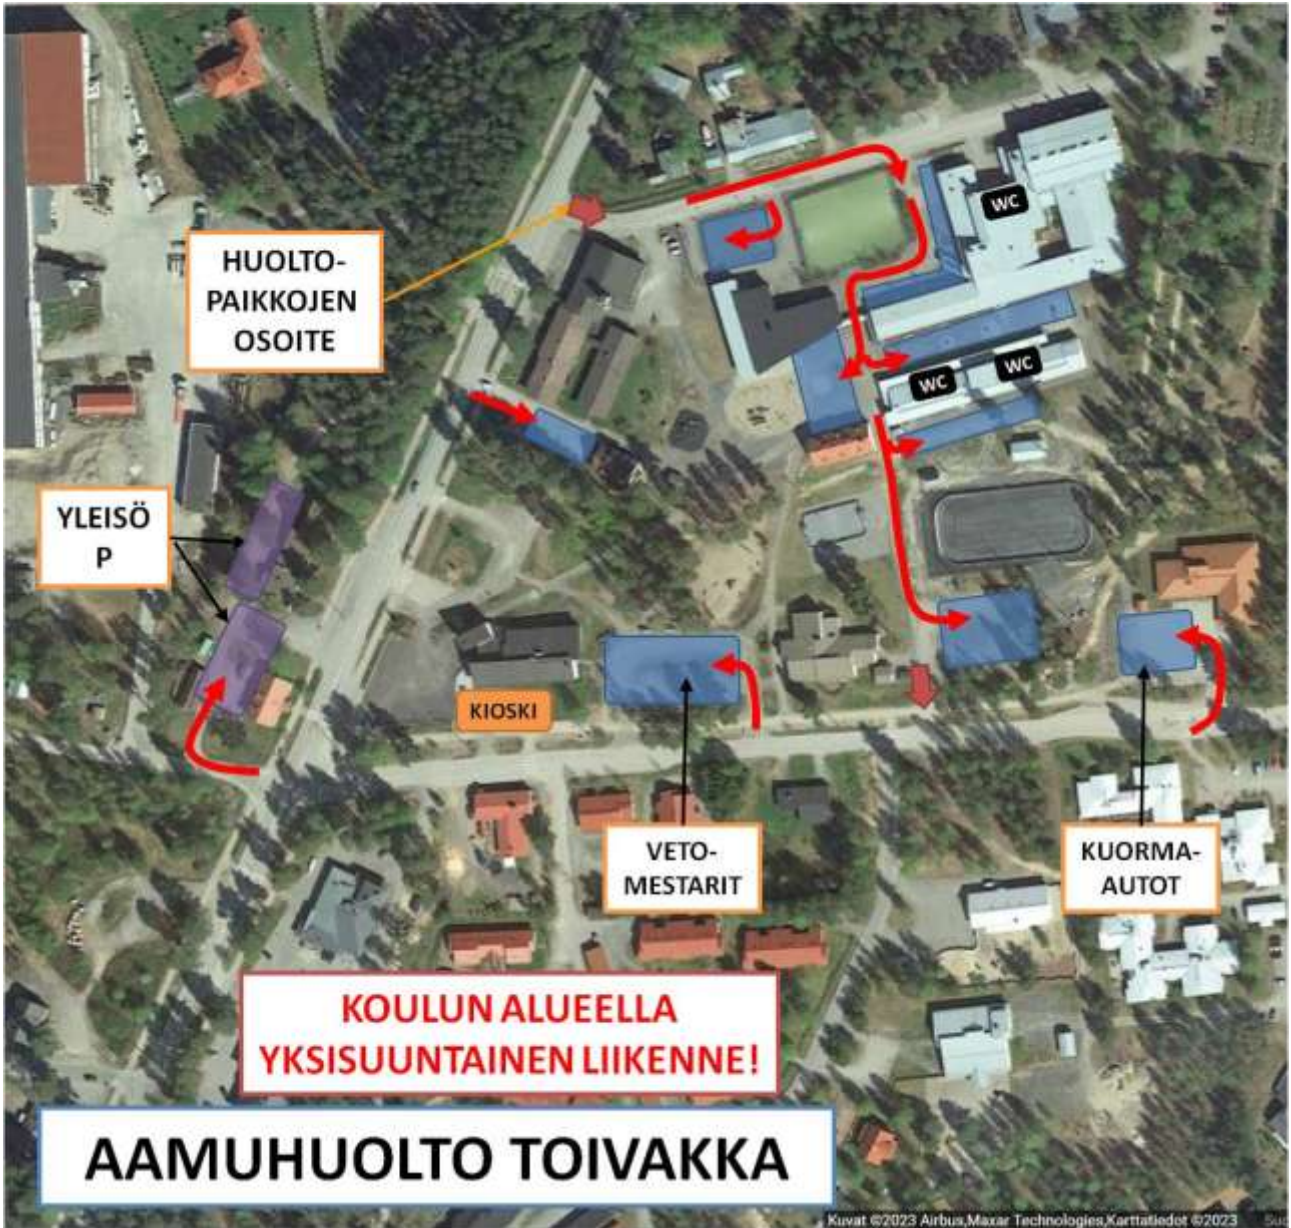 WC
HUOLTO-
PAIKKOJEN
OSOITE
WC
WC
YLEISÖ
P
KIOSKI
VETO-
MESTARIT
KUORMA-
AUTOT
KOULUN ALUEELLA
YKSISUUNTAINEN LIIKENNE!
AAMUHUOLTO TOIVAKKA
Kuvat ©2023 Airbus,Maxar Technologies,Karttatiedot ©2023